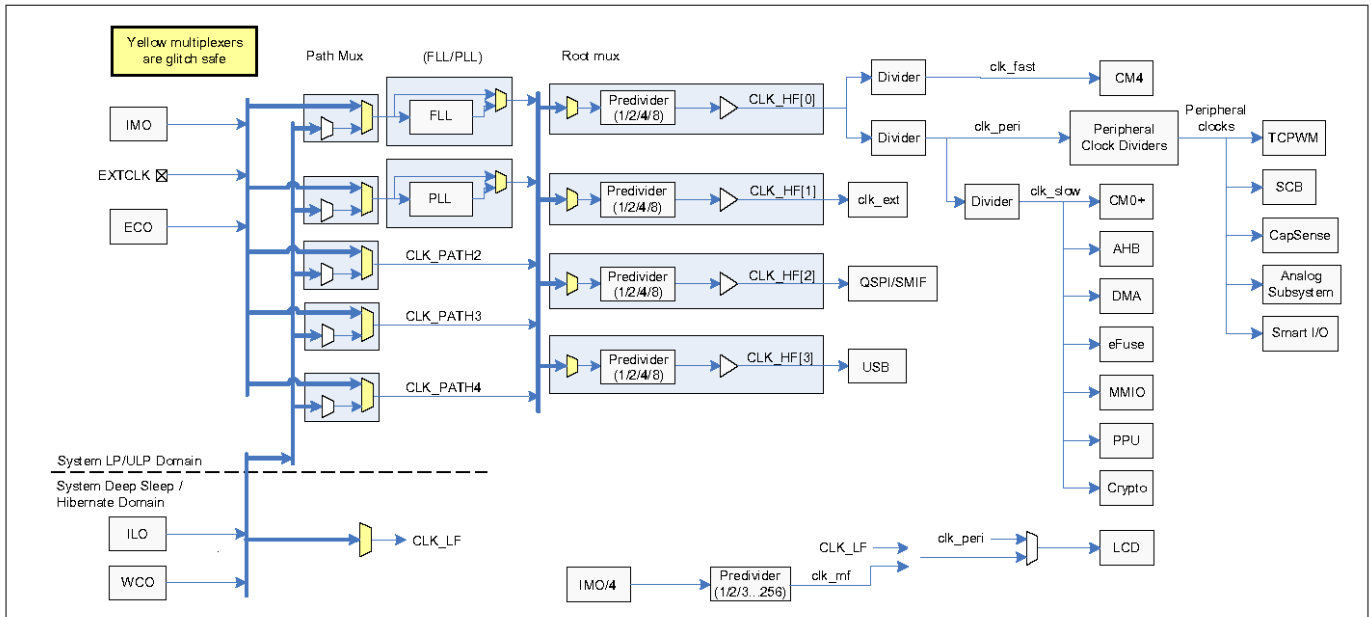 Yellow multiplexers
are glitch safe
Path Mux
(FLL/PLL)
Root mux
IMO
EXTCLK
ECO
FLL
PLL
CLK_PATH2
CLK_PATH3
CLK_PATH4
Predivider
(1/2/4/8)
CLK_HF[0]
Predivider
(1/2/4/8)
CLK_HF[1]
Predivider
(1/2/4/8)
CLK_HF[2]
Predivider
(1/2/4/8)
CLK_HF[3]
clk_ext
QSPI/SMIF
USB
Divider
clk_fast
CM4
Divider
clk_peri
Peripheral
Clock Dividers
Peripheral
clocks
TCPWM
SCB
CapSense
Analog
Subsystem
Smart I/O
Divider
clk_slow
CM0+
AHB
DMA
eFuse
MMIO
PPU
Crypto
System LP/ULP Domain
System Deep Sleep /
Hibernate Domain
ILO
WCO
CLK_LF
IMO/4
Predivider
(1/2/3...256)
clk_mf
CLK_LF
clk_peri
LCD